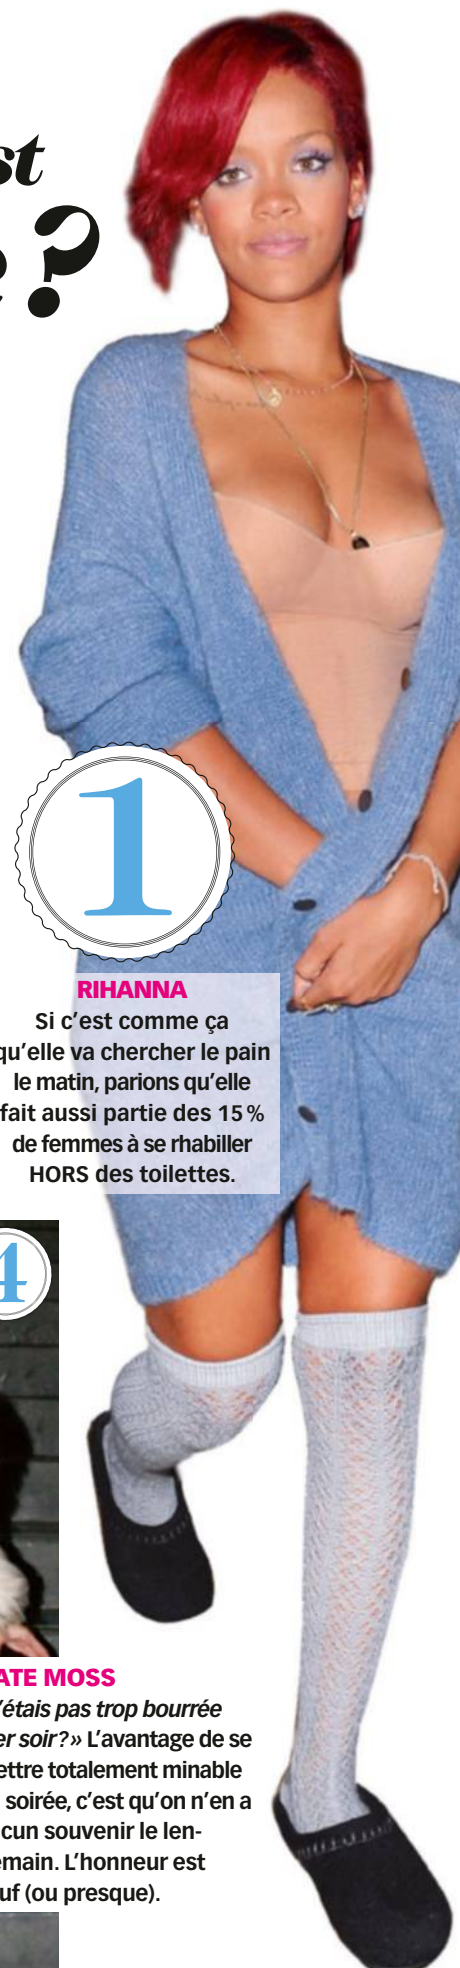 st
?
1
RIHANNA
Si c’est comme ça
qu’elle va chercher le pain
le matin, parions qu’elle
fait aussi partie des 15 %
de femmes à se rhabiller
HORS des toilettes.
4
ATE MOSS
’étais pas trop bourrée
er soir ?» L’avantage de se
ettre totalement minable
soirée, c’est qu’on n’en a
cun souvenir le len-
emain. L’honneur est
uf (ou presque).